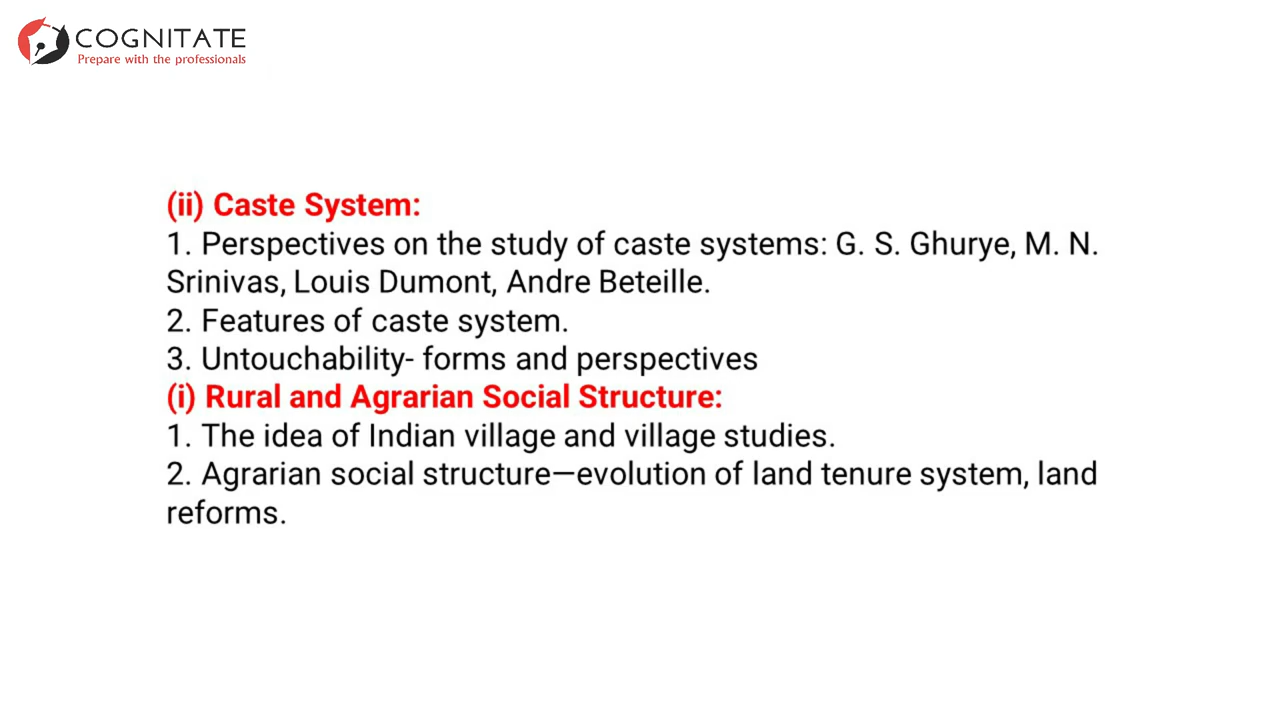 COGNITATE
Prepare with the professionals
(ii) Caste System:
1. Perspectives on the study of caste systems: G. S. Ghurye, M. N.
Srinivas, Louis Dumont, Andre Beteille.
2. Features of caste system.
3. Untouchability- forms and perspectives
(i) Rural and Agrarian Social Structure:
1. The idea of Indian village and village studies.
2. Agrarian social structure—evolution of land tenure system, land
reforms.